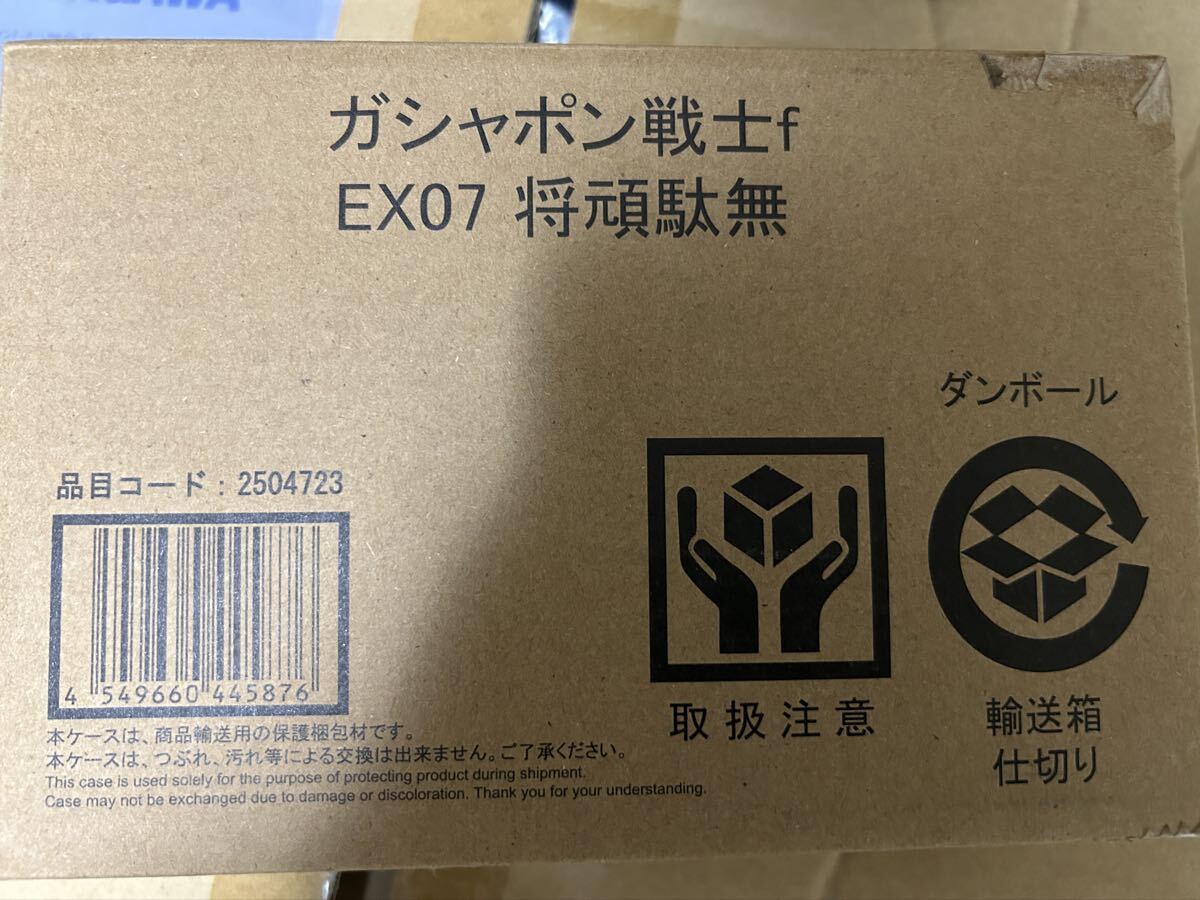 ガシャポン戦士f
EX07 将頑駄無
ダンボール
品目コード：2504723
4 549660 445876
取扱注意
輸送箱
仕切り
本ケースは、商品輸送用の保護梱包材です。
本ケースは、つぶれ、汚れ等による交換は出来ません。ご了承ください。
This case is used solely for the purpose of protecting product during shipment.
Case may not be exchanged due to damage or discoloration. Thank you for your understanding.